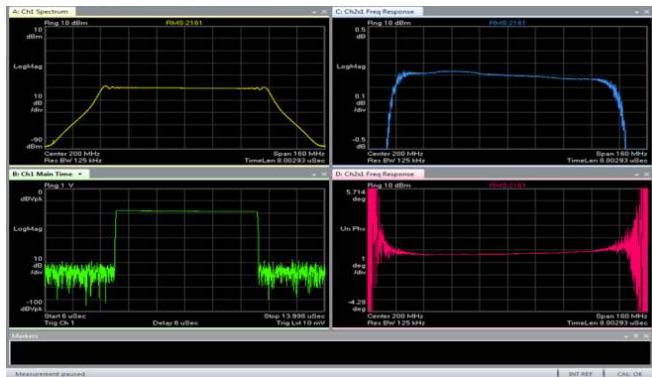 A: Ch1 Spectrum
Rng 10 dBm
RMS:2161
10
dBm
LogMag
10
dB
/div
-90
dBm
Center 200 MHz
Span 160 MHz
Res BW 125 kHz
TimeLen 8.00293 uSec
C: Ch2x1 Freq Response
Rng 10 dBm
RMS:2161
0.5
dB
LogMag
0.1
dB
/div
-0.5
dB
Center 200 MHz
Span 160 MHz
Res BW 125 kHz
TimeLen 8.00293 uSec
B: Ch1 Main Time
Rng 1 V
0
dBVpk
LogMag
10
dB
/div
-100
dBVpk
Start 6 uSec
Stop 13.998 uSec
Trig Ch 1
Delay 6 uSec
Trig Lvl 10 mV
D: Ch2x1 Freq Response
Rng 10 dBm
RMS:2161
5.714
deg
Un Phs
1
deg
/div
-4.29
deg
Center 200 MHz
Span 160 MHz
Res BW 125 kHz
TimeLen 8.00293 uSec
Markers
Measurement paused
INT REF
CAL: OK